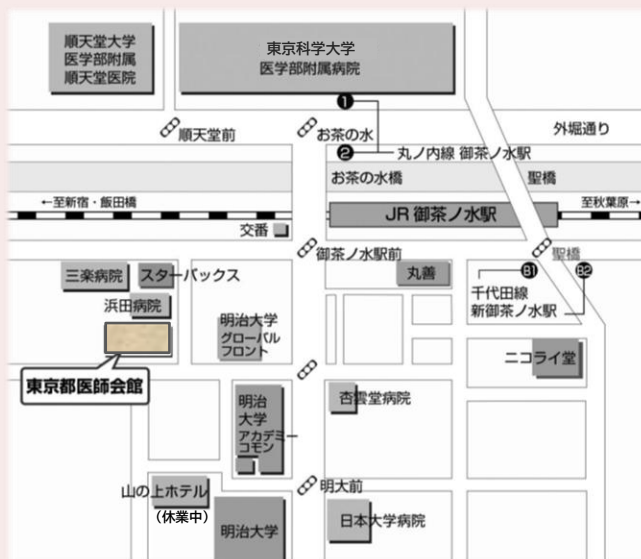 順天堂大学
医学部附属
順天堂医院
東京科学大学
医学部附属病院
1
順天堂前
お茶の水
外堀通り
2
丸ノ内線 御茶ノ水駅
お茶の水橋
聖橋
←至新宿・飯田橋
JR 御茶ノ水駅
至秋葉原→
交番
御茶ノ水駅前
聖橋
三楽病院
スターバックス
丸善
B1
B2
千代田線
新御茶ノ水駅
浜田病院
明治大学
グローバル
フロント
ニコライ堂
東京都医師会館
明治
大学
アカデミー
コモン
杏雲堂病院
山の上ホテル
(休業中)
明大前
明治大学
日本大学病院